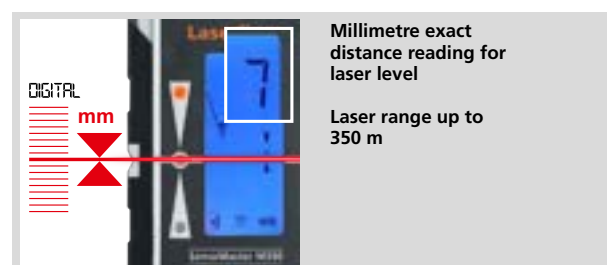 DIGITAL
mm
7
Millimetre exact
distance reading for
laser level
Laser range up to
350 m